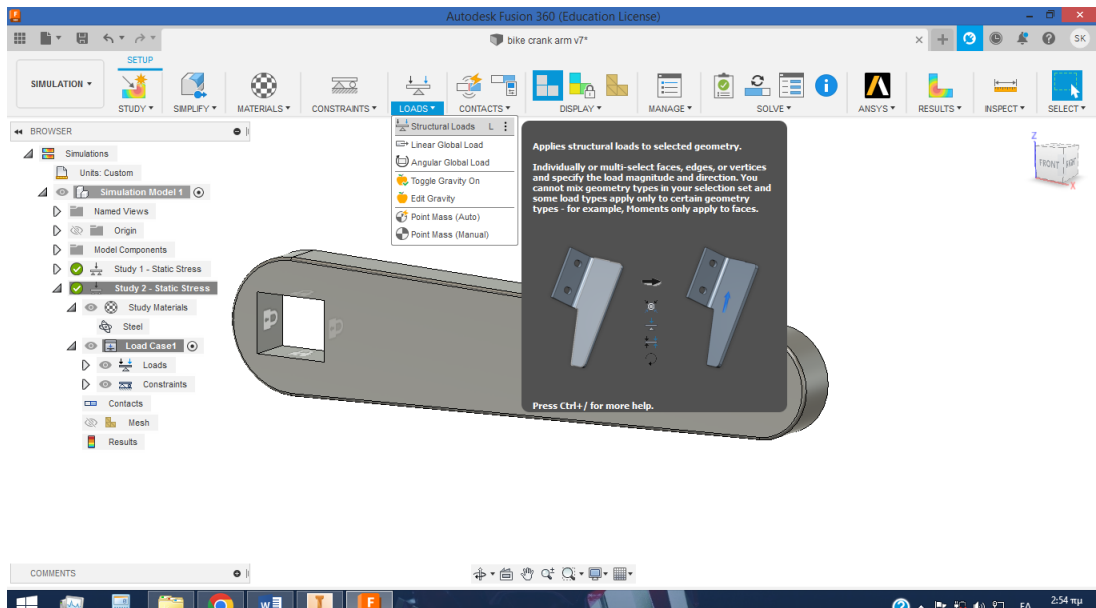 Autodesk Fusion 360 (Education License)
bike crank arm v7*
SK
SETUP
SIMULATION
STUDY
SIMPLIFY
MATERIALS
CONSTRAINTS
LOADS
CONTACTS
DISPLAY
MANAGE
SOLVE
ANSYS
RESULTS
INSPECT
SELECT
BROWSER
Simulations
Units: Custom
Simulation Model 1
Named Views
Origin
Model Components
Study 1 - Static Stress
Study 2 - Static Stress
Study Materials
Steel
Load Case1
Loads
Constraints
Contacts
Mesh
Results
Structural Loads L
Linear Global Load
Angular Global Load
Toggle Gravity On
Edit Gravity
Point Mass (Auto)
Point Mass (Manual)
Applies structural loads to selected geometry.
Individually or multi-select faces, edges, or vertices
and specify the load magnitude and direction. You
cannot mix geometry types in your selection set and
some load types apply only to certain geometry
types - for example, Moments only apply to faces.
Press Ctrl+/ for more help.
Z
FRONT
X
COMMENTS
ΕΛ
2:54 πμ